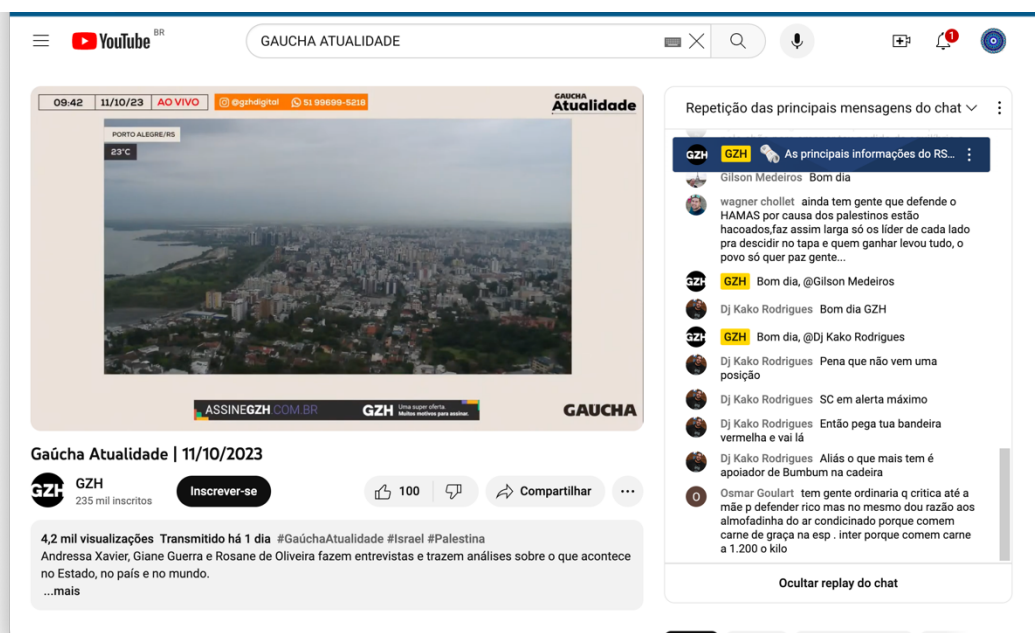 YouTube BR
GAUCHA ATUALIDADE
1
09:42 11/10/23 AO VIVO @gzhdigital 51 99699-5218
GAUCHA
Atualidade
PORTO ALEGRE/RS
23°C
ASSINEGZH.COM.BR GZH Uma super oferta.
Muitos motivos para assinar.
GAUCHA
Gaúcha Atualidade | 11/10/2023
GZH
GZH
235 mil inscritos
Inscrever-se
100
Compartilhar
4,2 mil visualizações Transmitido há 1 dia #GaúchaAtualidade #Israel #Palestina
Andressa Xavier, Giane Guerra e Rosane de Oliveira fazem entrevistas e trazem análises sobre o que acontece
no Estado, no país e no mundo.
...mais
Repetição das principais mensagens do chat
GZH GZH As principais informações do RS...
Gilson Medeiros Bom dia
wagner chollet ainda tem gente que defende o
HAMAS por causa dos palestinos estão
hacoados,faz assim larga só os líder de cada lado
pra descidir no tapa e quem ganhar levou tudo, o
povo só quer paz gente...
GZH GZH Bom dia, @Gilson Medeiros
Dj Kako Rodrigues Bom dia GZH
GZH GZH Bom dia, @Dj Kako Rodrigues
Dj Kako Rodrigues Pena que não vem uma
posição
Dj Kako Rodrigues SC em alerta máximo
Dj Kako Rodrigues Então pega tua bandeira
vermelha e vai lá
Dj Kako Rodrigues Aliás o que mais tem é
apoiador de Bumbum na cadeira
O Osmar Goulart tem gente ordinaria q critica até a
mãe p defender rico mas no mesmo dou razão aos
almofadinha do ar condicinado porque comem
carne de graça na esp . inter porque comem carne
a 1.200 o kilo
Ocultar replay do chat